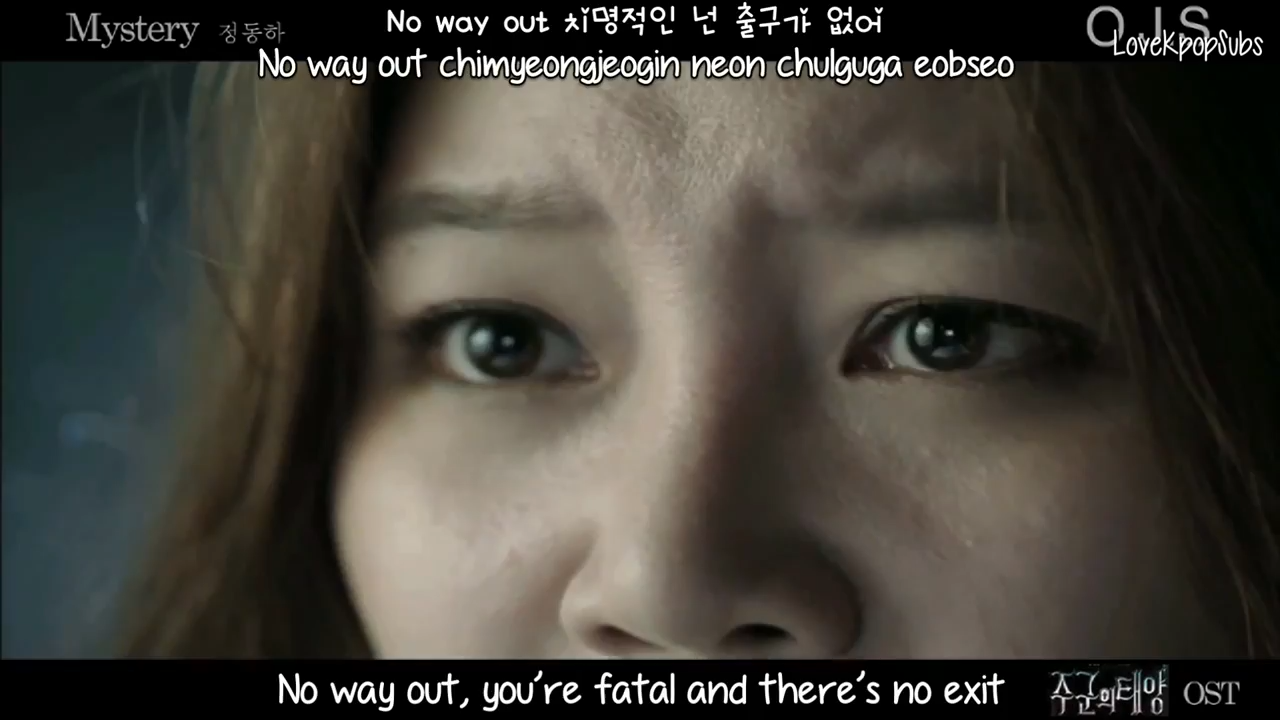 Mystery 정동하
No way out 치명적인 넌 출구가 없어
O.S.T
LoveKpopSubs
No way out chimyeongjeogin neon chulguga eobseo
No way out, you're fatal and there's no exit
주군의태양 OST